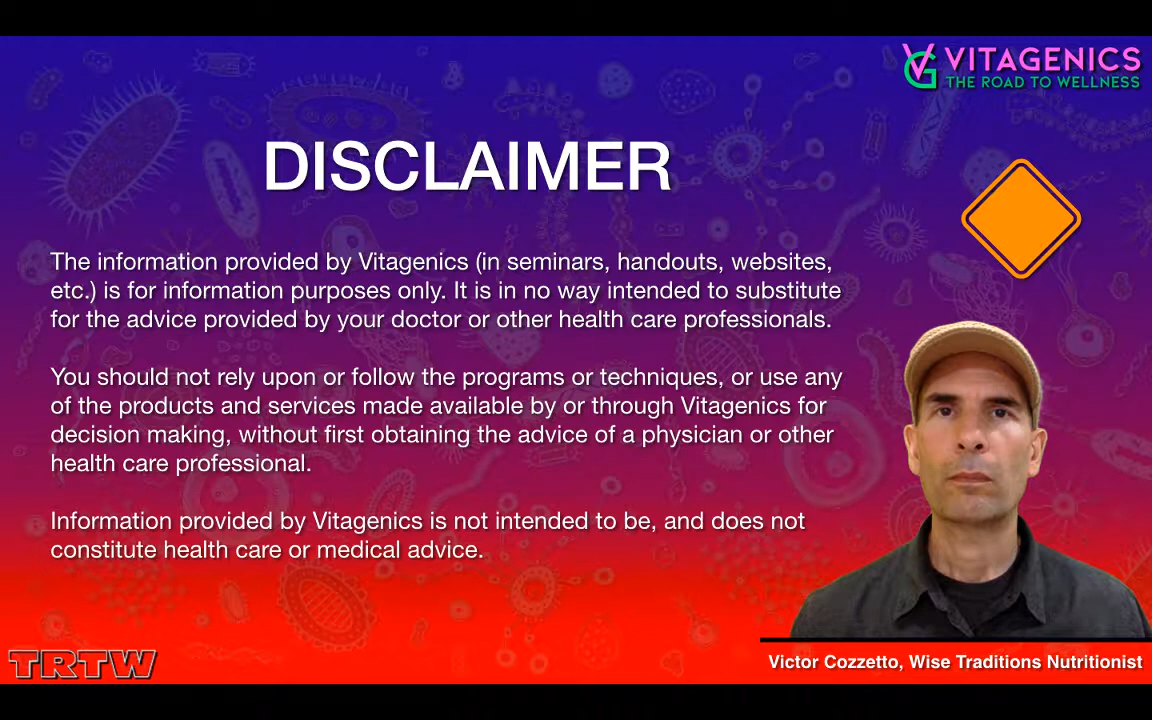 VG VITAGENICS
THE ROAD TO WELLNESS
DISCLAIMER
The information provided by Vitagenics (in seminars, handouts, websites,
etc.) is for information purposes only. It is in no way intended to substitute
for the advice provided by your doctor or other health care professionals.
You should not rely upon or follow the programs or techniques, or use any
of the products and services made available by or through Vitagenics for
decision making, without first obtaining the advice of a physician or other
health care professional.
Information provided by Vitagenics is not intended to be, and does not
constitute health care or medical advice.
TRTW
Victor Cozzetto, Wise Traditions Nutritionist